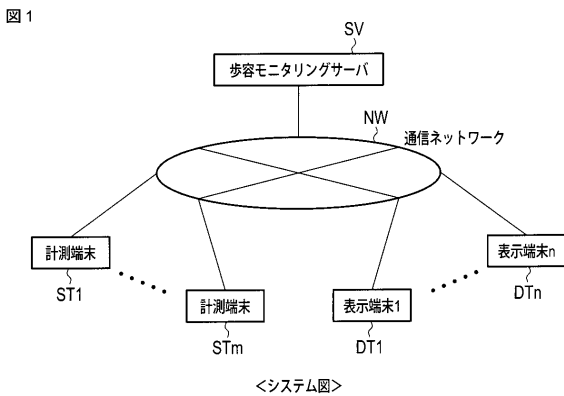 図1
SV
歩容モニタリングサーバ
NW
通信ネットワーク
計測端末
ST1
計測端末
STm
表示端末1
DT1
表示端末n
DTn
<システム図>